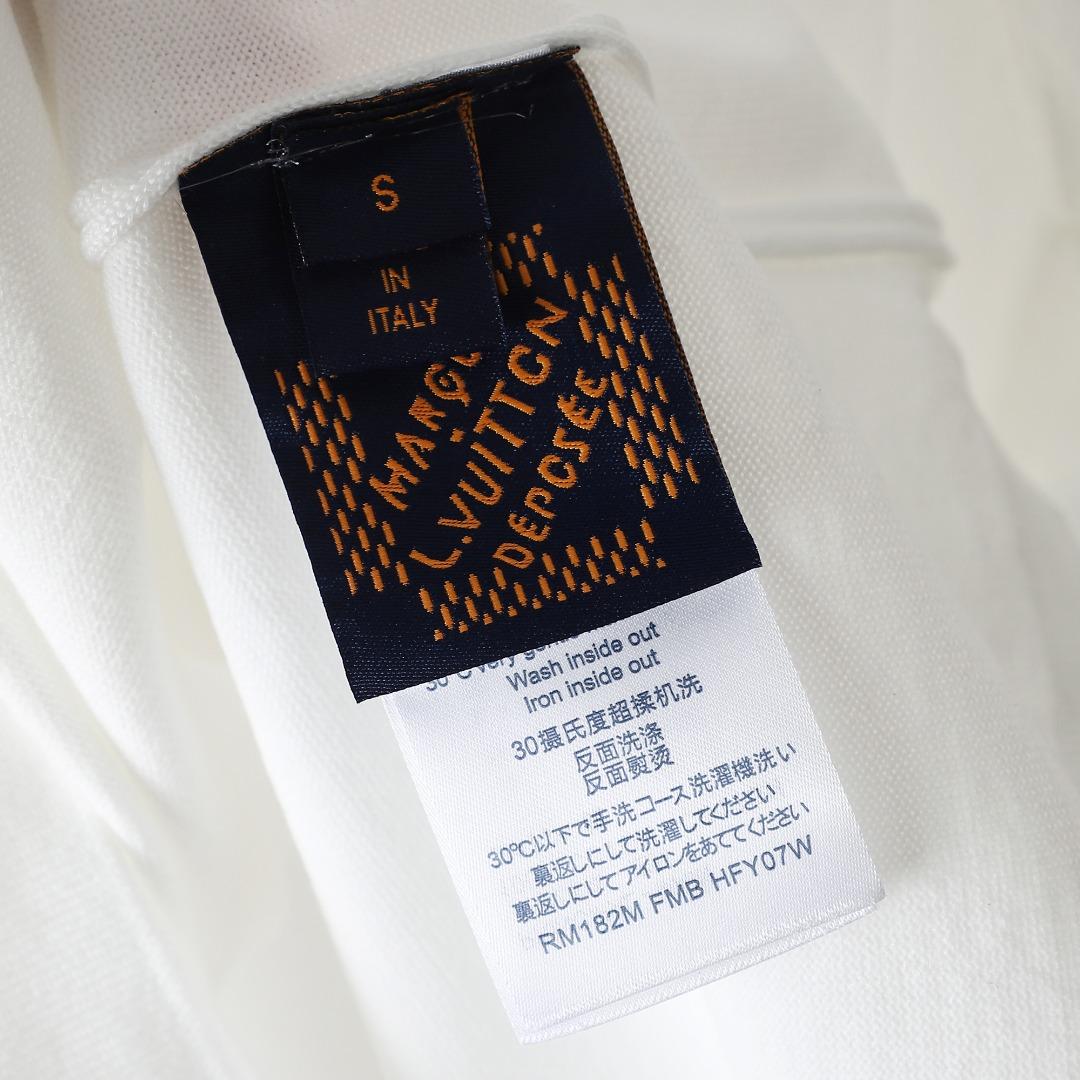 S
IN
ITALY
L.VUITTON
DEPOSÉE
30°C very
Wash inside out
Iron inside out
30摄氏度超揉机洗
反面洗涤
反面熨烫
30℃以下で手洗コース洗濯機洗い
裏返しにして洗濯してください
裏返しにしてアイロンをあててください
RM182M FMB HFY07W